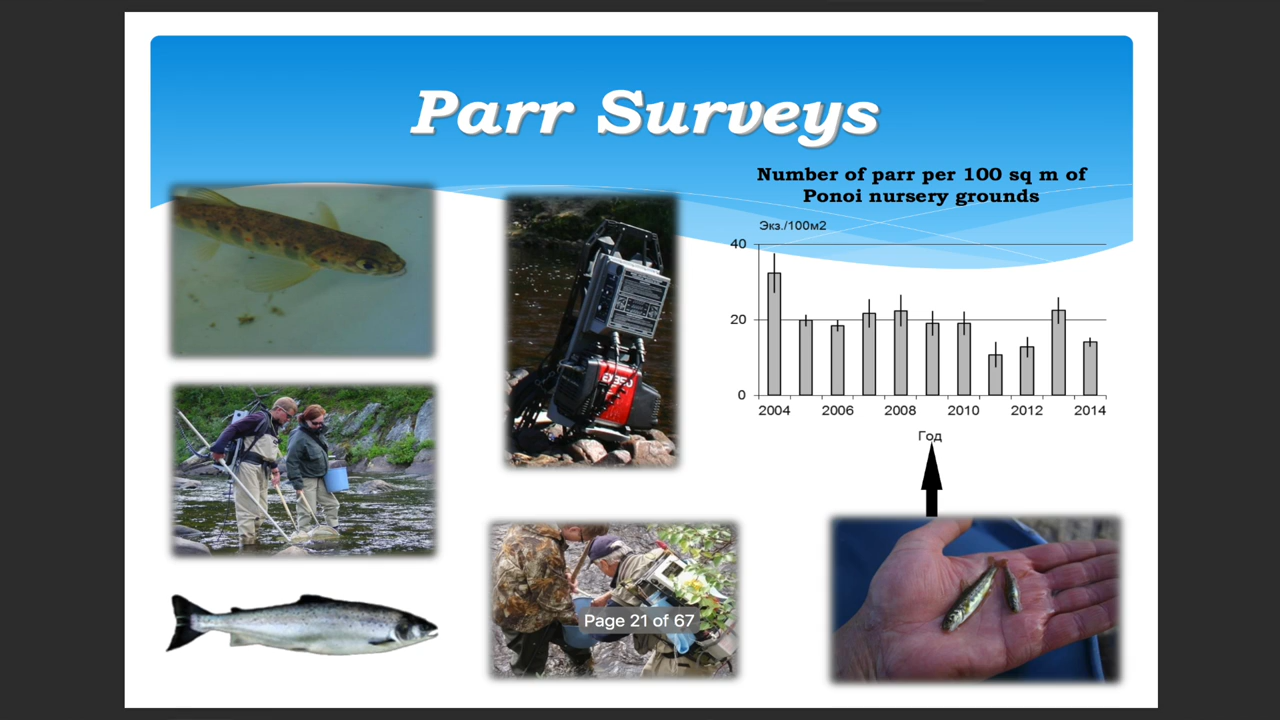 Parr Surveys
Number of parr per 100 sq m of
Ponoi nursery grounds
Экз./100м2
40
20
0
2004 2006 2008 2010 2012 2014
Год
Page 21 of 67